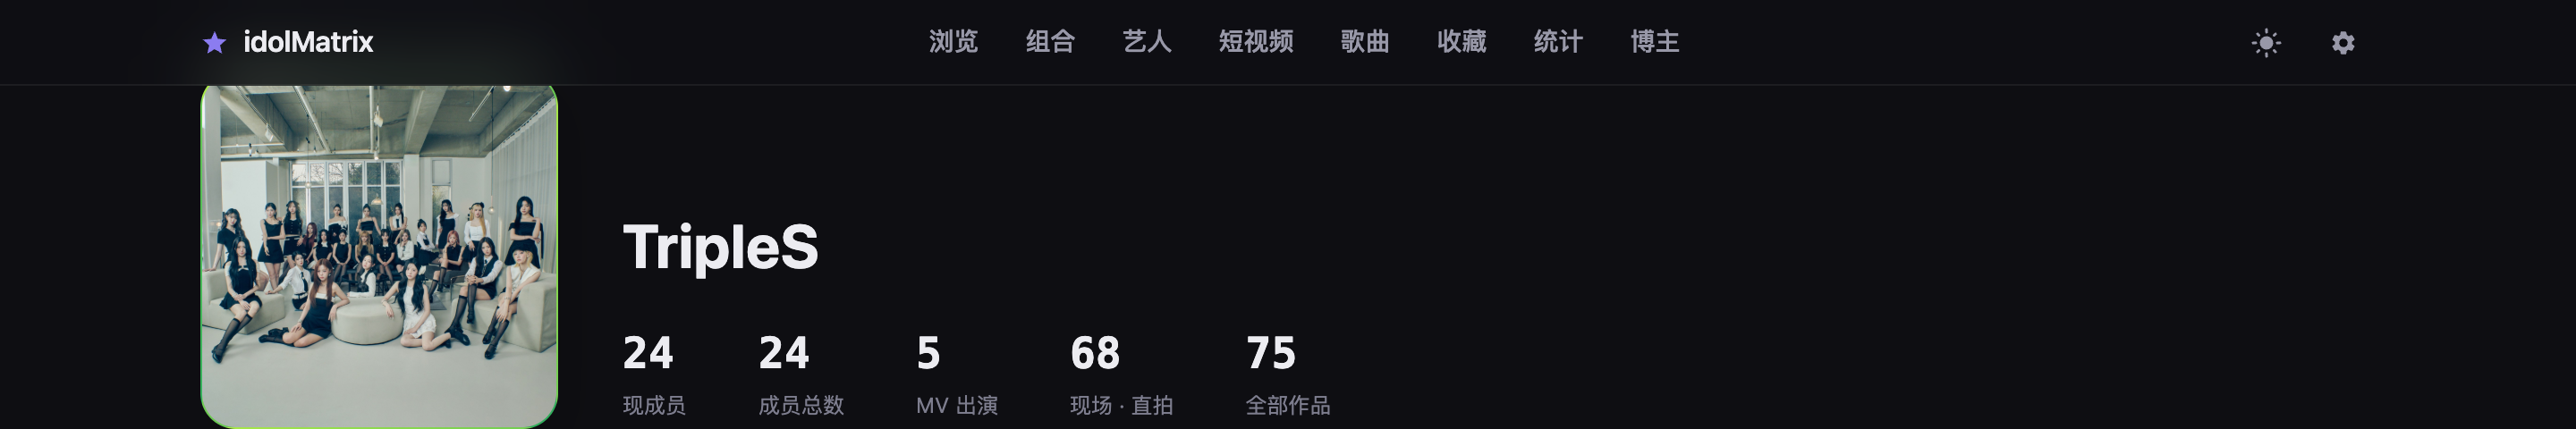 idolMatrix
浏览 组合 艺人 短视频 歌曲 收藏 统计 博主
TripleS
24 24 5 68 75
现成员 成员总数 MV 出演 现场 · 直拍 全部作品